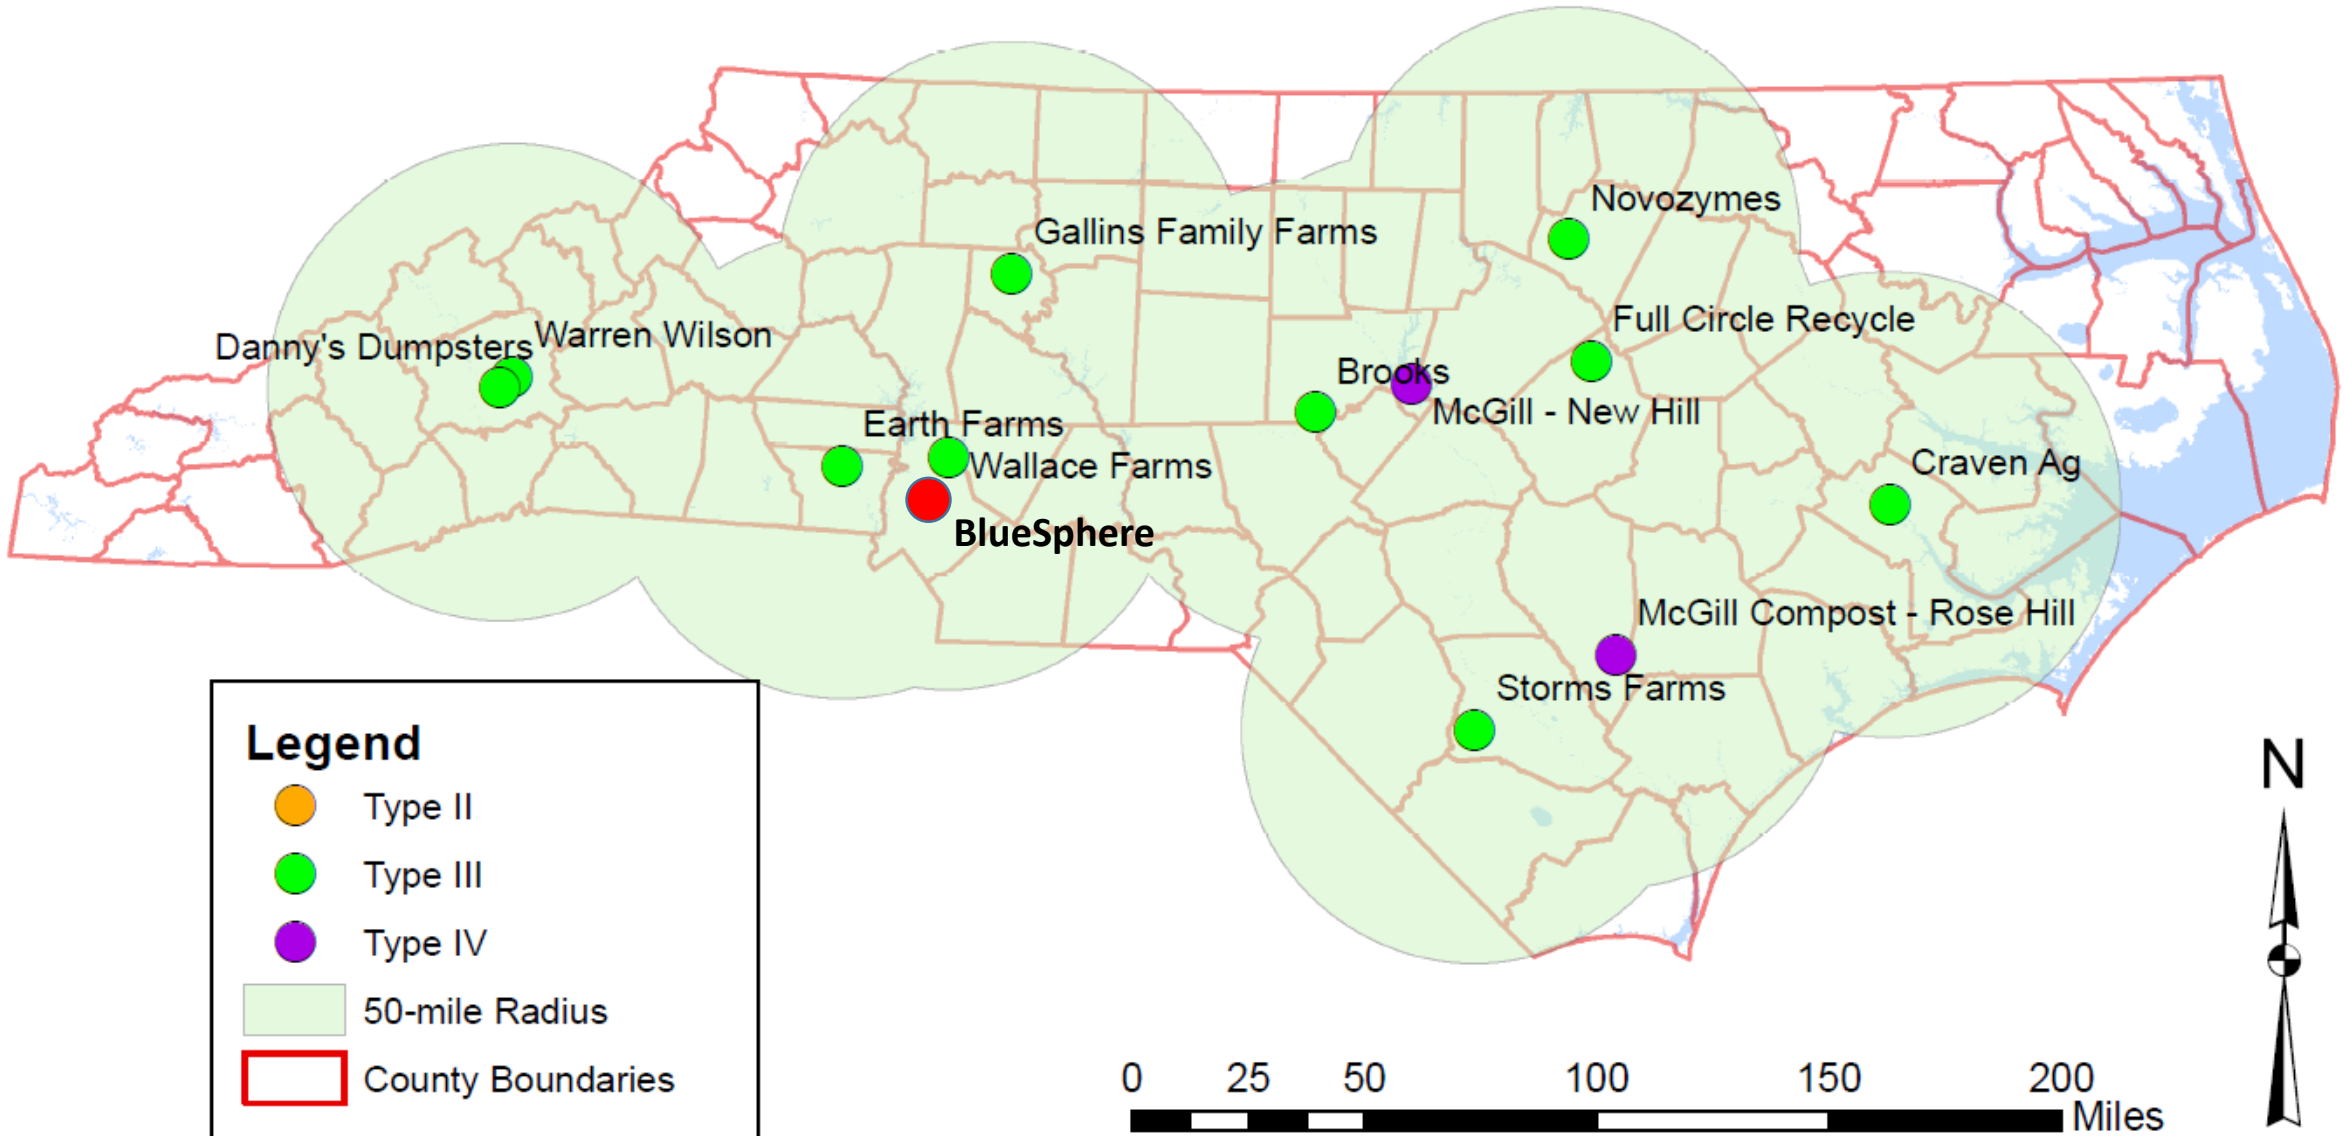 Novozymes
Gallins Family Farms
Full Circle Recycle
Danny's Dumpsters
Warren Wilson
Brooks
McGill - New Hill
Earth Farms
Wallace Farms
Craven Ag
BlueSphere
McGill Compost - Rose Hill
Storms Farms
Legend
Type II
Type III
Type IV
50-mile Radius
County Boundaries
N
0 25 50 100 150 200
Miles